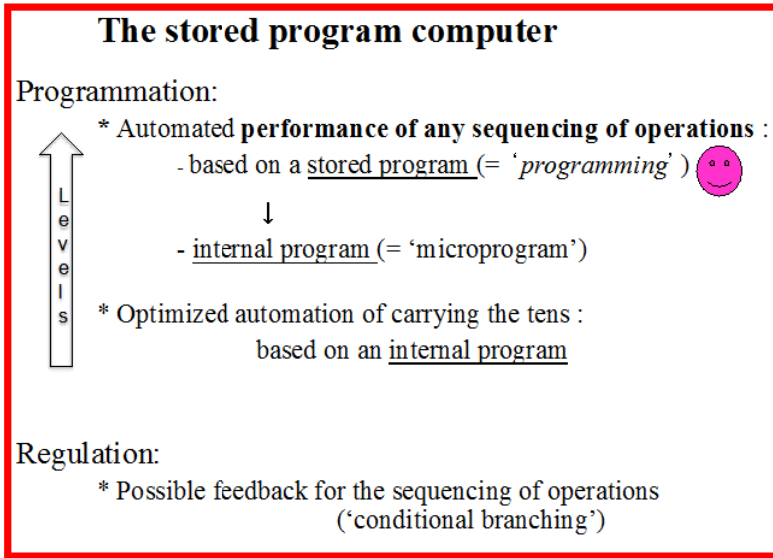 The stored program computer
Programmation:
* Automated performance of any sequencing of operations :
- based on a stored program (= ‘programming’ )
↓
- internal program (= ‘microprogram’)
Levels
* Optimized automation of carrying the tens :
based on an internal program
Regulation:
* Possible feedback for the sequencing of operations
(‘conditional branching’)